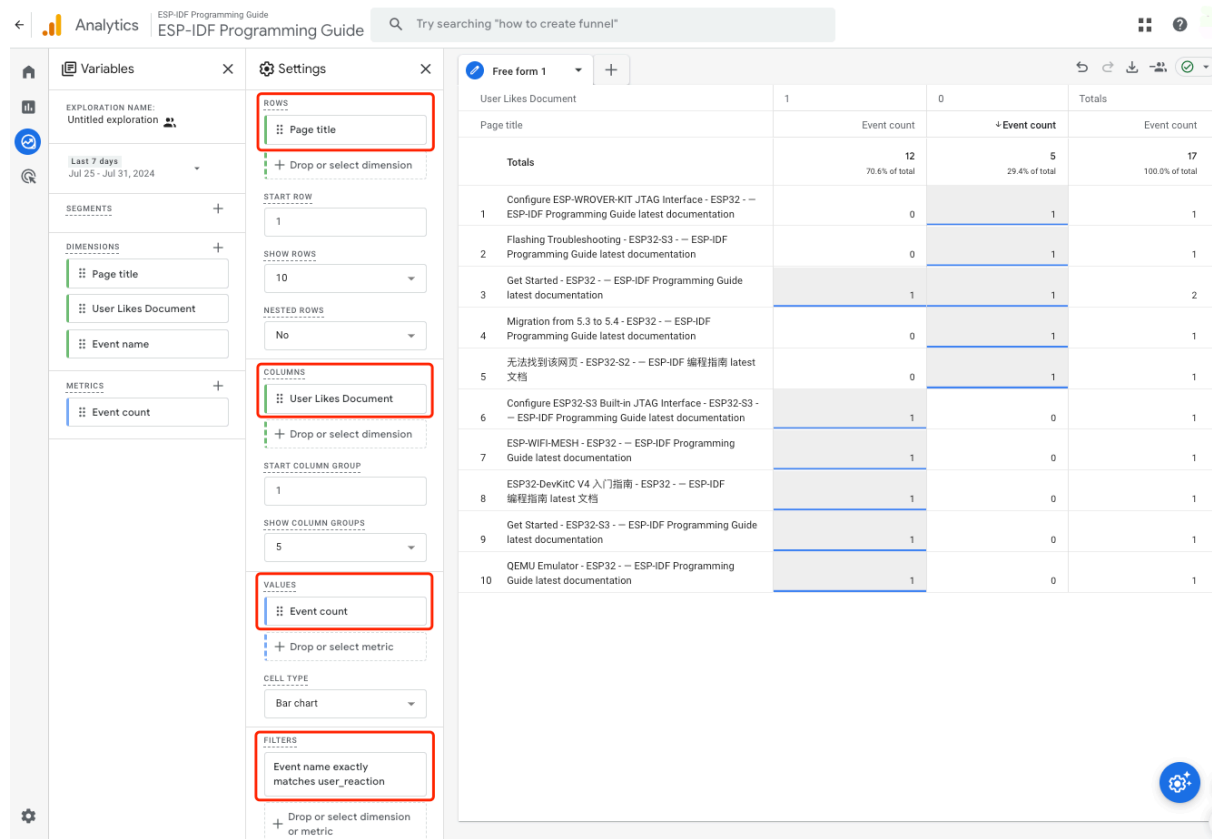 ESP-IDF Programming Guide
Analytics
ESP-IDF Programming Guide
Try searching "how to create funnel"
Variables
EXPLORATION NAME:
Untitled exploration
Last 7 days
Jul 25 - Jul 31, 2024
SEGMENTS
DIMENSIONS
Page title
User Likes Document
Event name
METRICS
Event count
Settings
ROWS
Page title
Drop or select dimension
START ROW
1
SHOW ROWS
10
NESTED ROWS
No
COLUMNS
User Likes Document
Drop or select dimension
START COLUMN GROUP
1
SHOW COLUMN GROUPS
5
VALUES
Event count
Drop or select metric
CELL TYPE
Bar chart
FILTERS
Event name exactly
matches user_reaction
Drop or select dimension
or metric
Free form 1
User Likes Document 1 0 Totals
Page title Event count ↓Event count Event count
Totals 12 5 17
70.6% of total 29.4% of total 100.0% of total
Configure ESP-WROVER-KIT JTAG Interface - ESP32 - —
1 ESP-IDF Programming Guide latest documentation 0 1 1
Flashing Troubleshooting - ESP32-S3 - — ESP-IDF
2 Programming Guide latest documentation 0 1 1
Get Started - ESP32 - — ESP-IDF Programming Guide
3 latest documentation 1 1 2
Migration from 5.3 to 5.4 - ESP32 - — ESP-IDF
4 Programming Guide latest documentation 0 1 1
无法找到该网页 - ESP32-S2 - — ESP-IDF 编程指南 latest
5 文档 0 1 1
Configure ESP32-S3 Built-in JTAG Interface - ESP32-S3 -
6 — ESP-IDF Programming Guide latest documentation 1 0 1
ESP-WIFI-MESH - ESP32 - — ESP-IDF Programming
7 Guide latest documentation 1 0 1
ESP32-DevKitC V4 入门指南 - ESP32 - — ESP-IDF
8 编程指南 latest 文档 1 0 1
Get Started - ESP32-S3 - — ESP-IDF Programming Guide
9 latest documentation 1 0 1
QEMU Emulator - ESP32 - — ESP-IDF Programming
10 Guide latest documentation 1 0 1